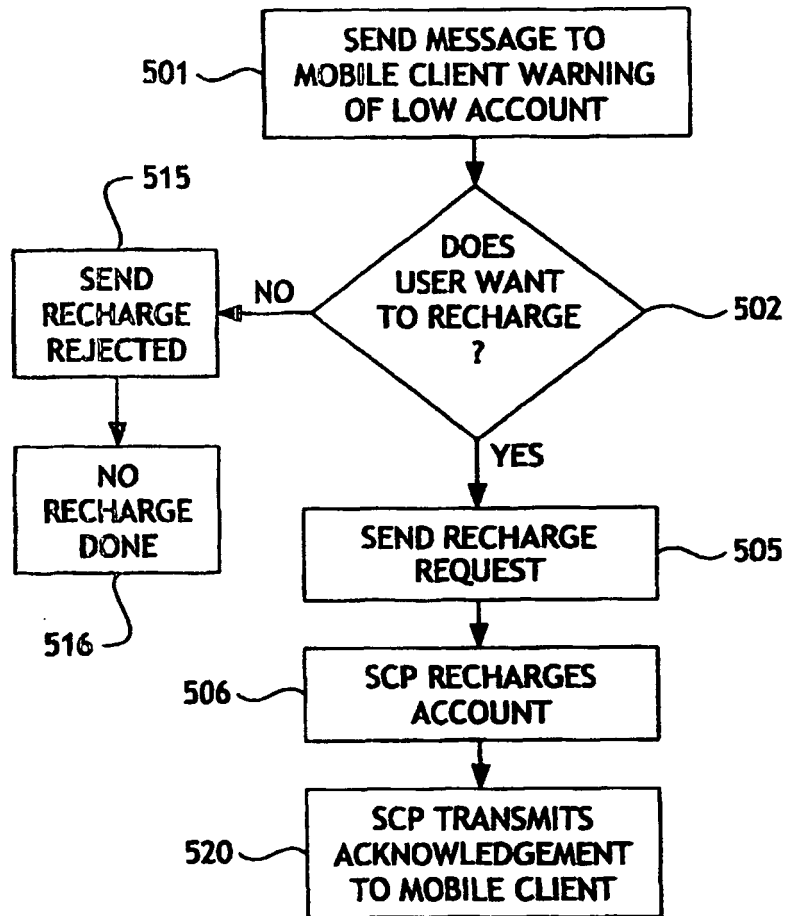 SEND MESSAGE TO
MOBILE CLIENT WARNING
OF LOW ACCOUNT
501
515
SEND
RECHARGE
REJECTED
NO
DOES
USER WANT
TO RECHARGE
?
502
NO
RECHARGE
DONE
516
YES
SEND RECHARGE
REQUEST
505
506
SCP RECHARGES
ACCOUNT
520
SCP TRANSMITS
ACKNOWLEDGEMENT
TO MOBILE CLIENT